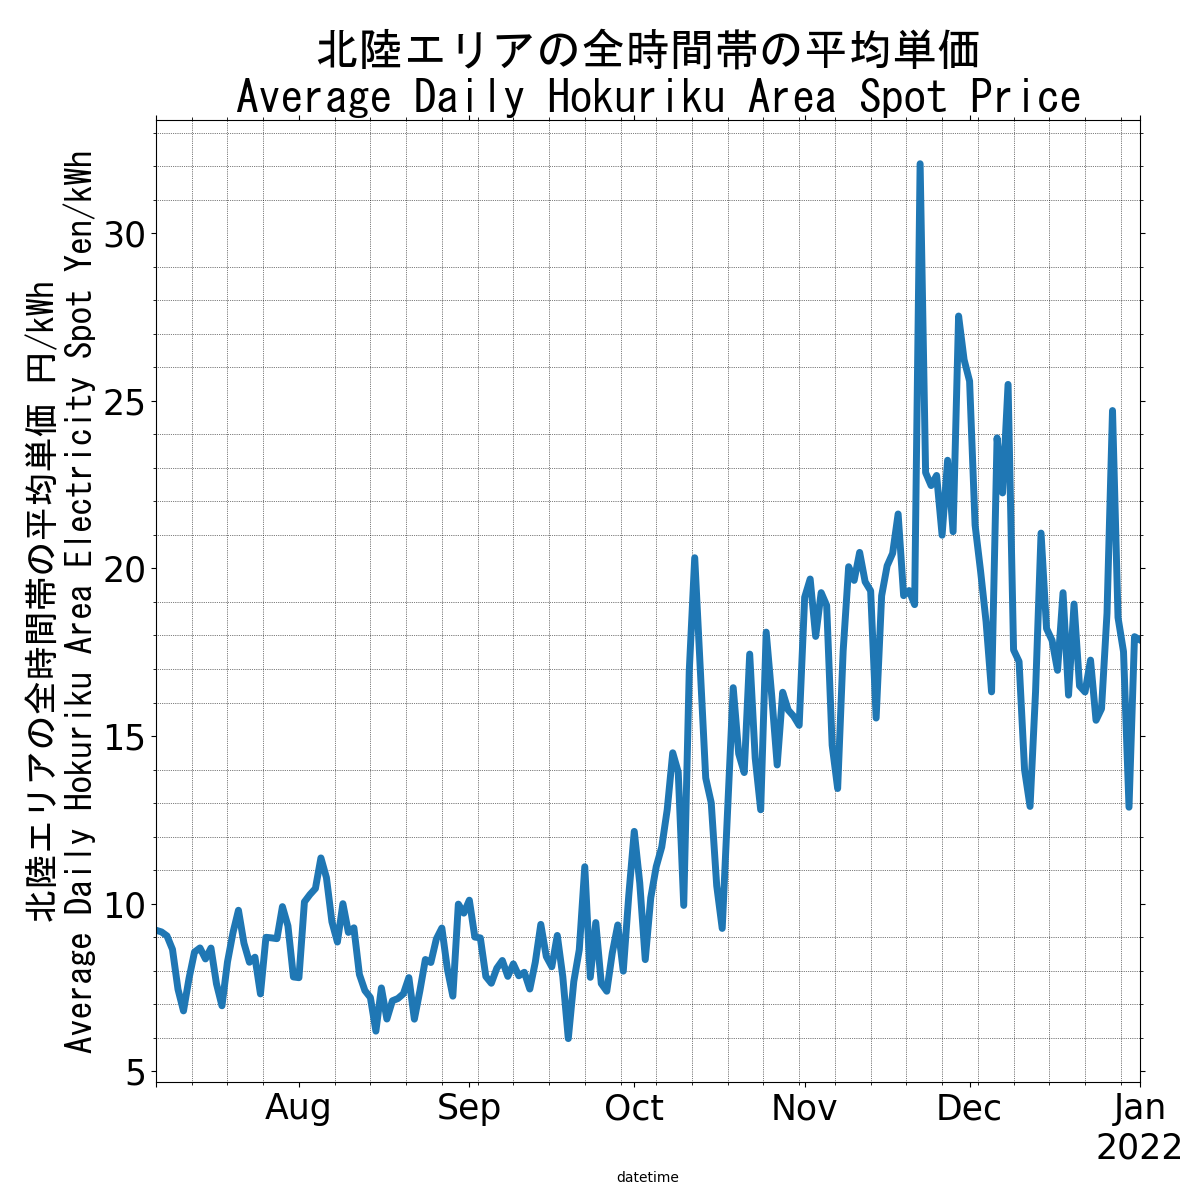 北陸エリアの全時間帯の平均単価
Average Daily Hokuriku Area Spot Price
北陸エリアの全時間帯の平均単価 円/kWh
Average Daily Hokuriku Area Electricity Spot Yen/kWh
30
25
20
15
10
5
Aug
Sep
Oct
Nov
Dec
Jan
2022
datetime